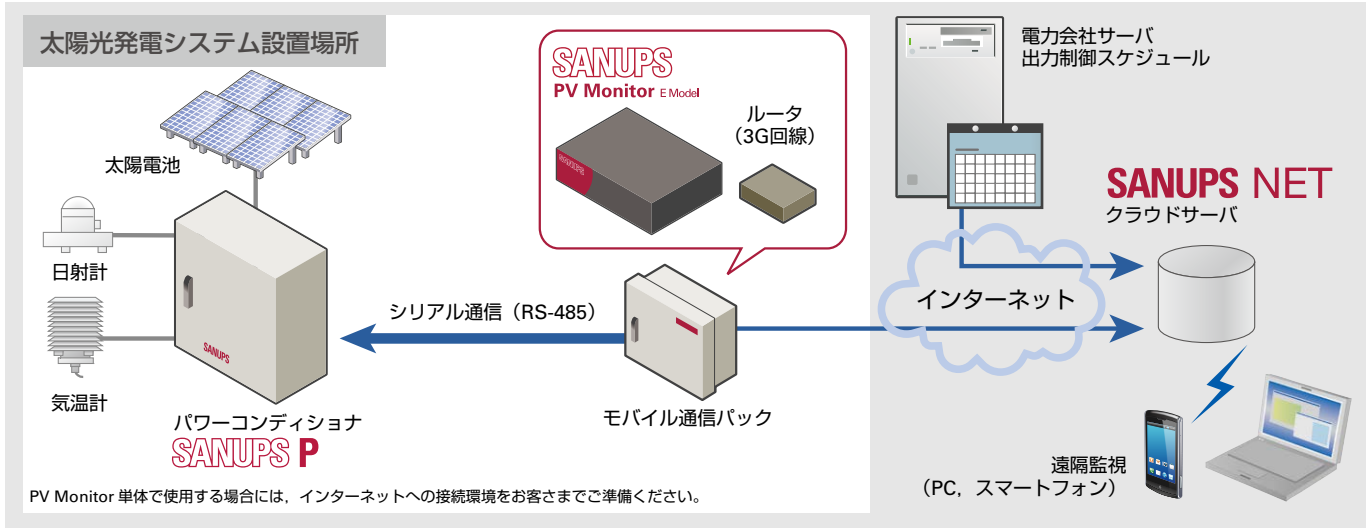 太陽光発電システム設置場所
太陽電池
日射計
気温計
SANUPS
パワーコンディショナ
SANUPS P
シリアル通信（RS-485）
SANUPS
PV Monitor E Model
SANUPS
ルータ
（3G回線）
モバイル通信パック
インターネット
電力会社サーバ
出力制御スケジュール
SANUPS NET
クラウドサーバ
遠隔監視
（PC，スマートフォン）
PV Monitor 単体で使用する場合には，インターネットへの接続環境をお客さまでご準備ください。